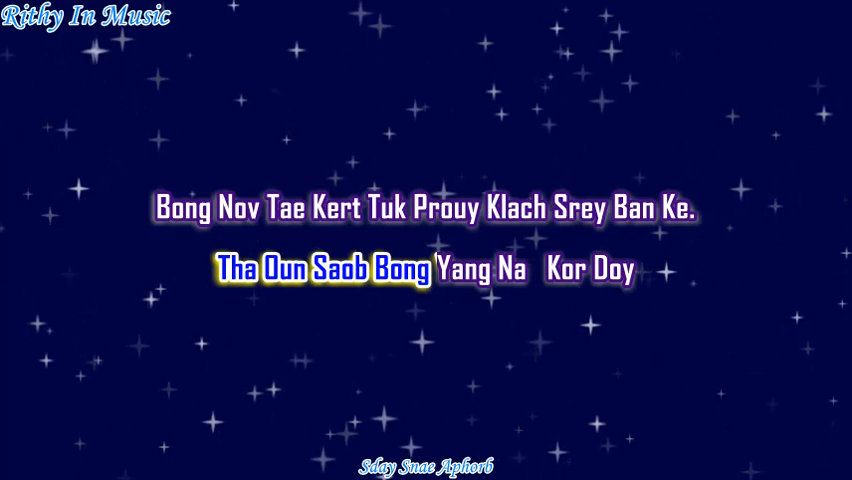 Rithy In Music
Bong Nov Tae Kert Tuk Prouy Klach Srey Ban Ke.
Tha Oun Saob Bong Yang Na Kor Doy
Sday Snae Aphorb